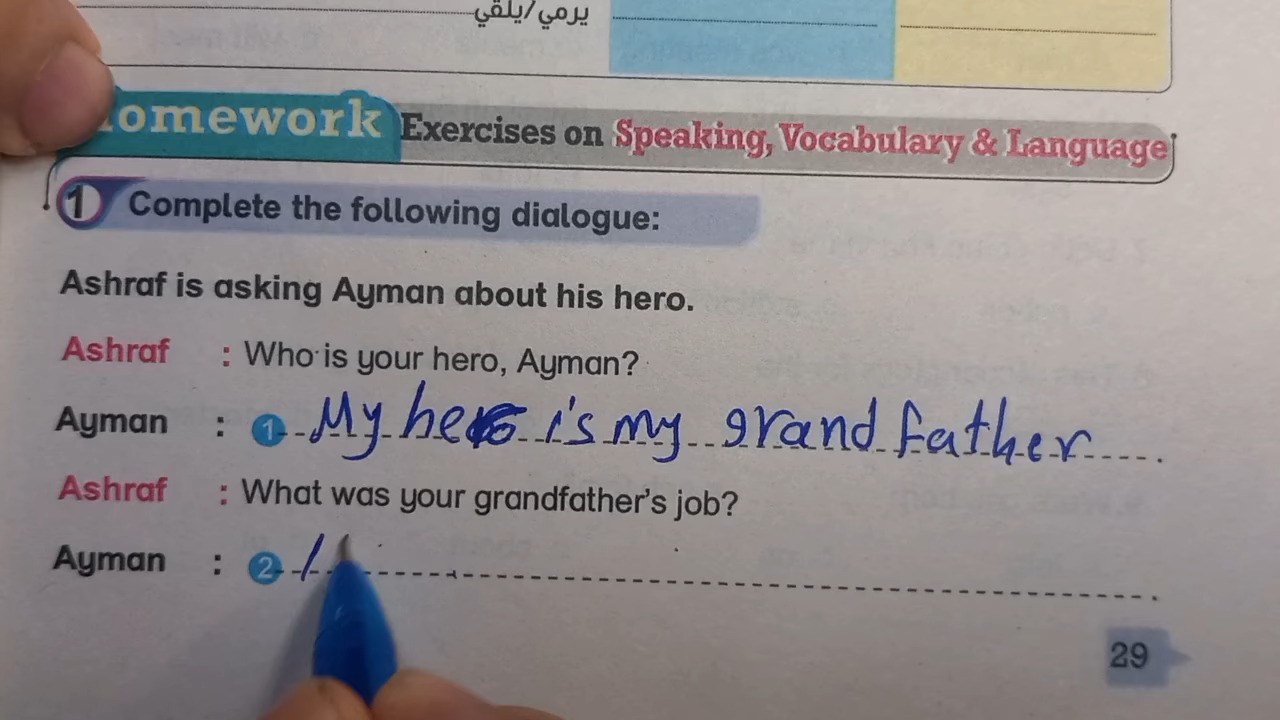 يرمي/يلقي
omework Exercises on Speaking, Vocabulary & Language
1 Complete the following dialogue:
Ashraf is asking Ayman about his hero.
Ashraf : Who is your hero, Ayman?
Ayman : 1 My hero is my grand father
Ashraf : What was your grandfather's job?
Ayman : 2
29